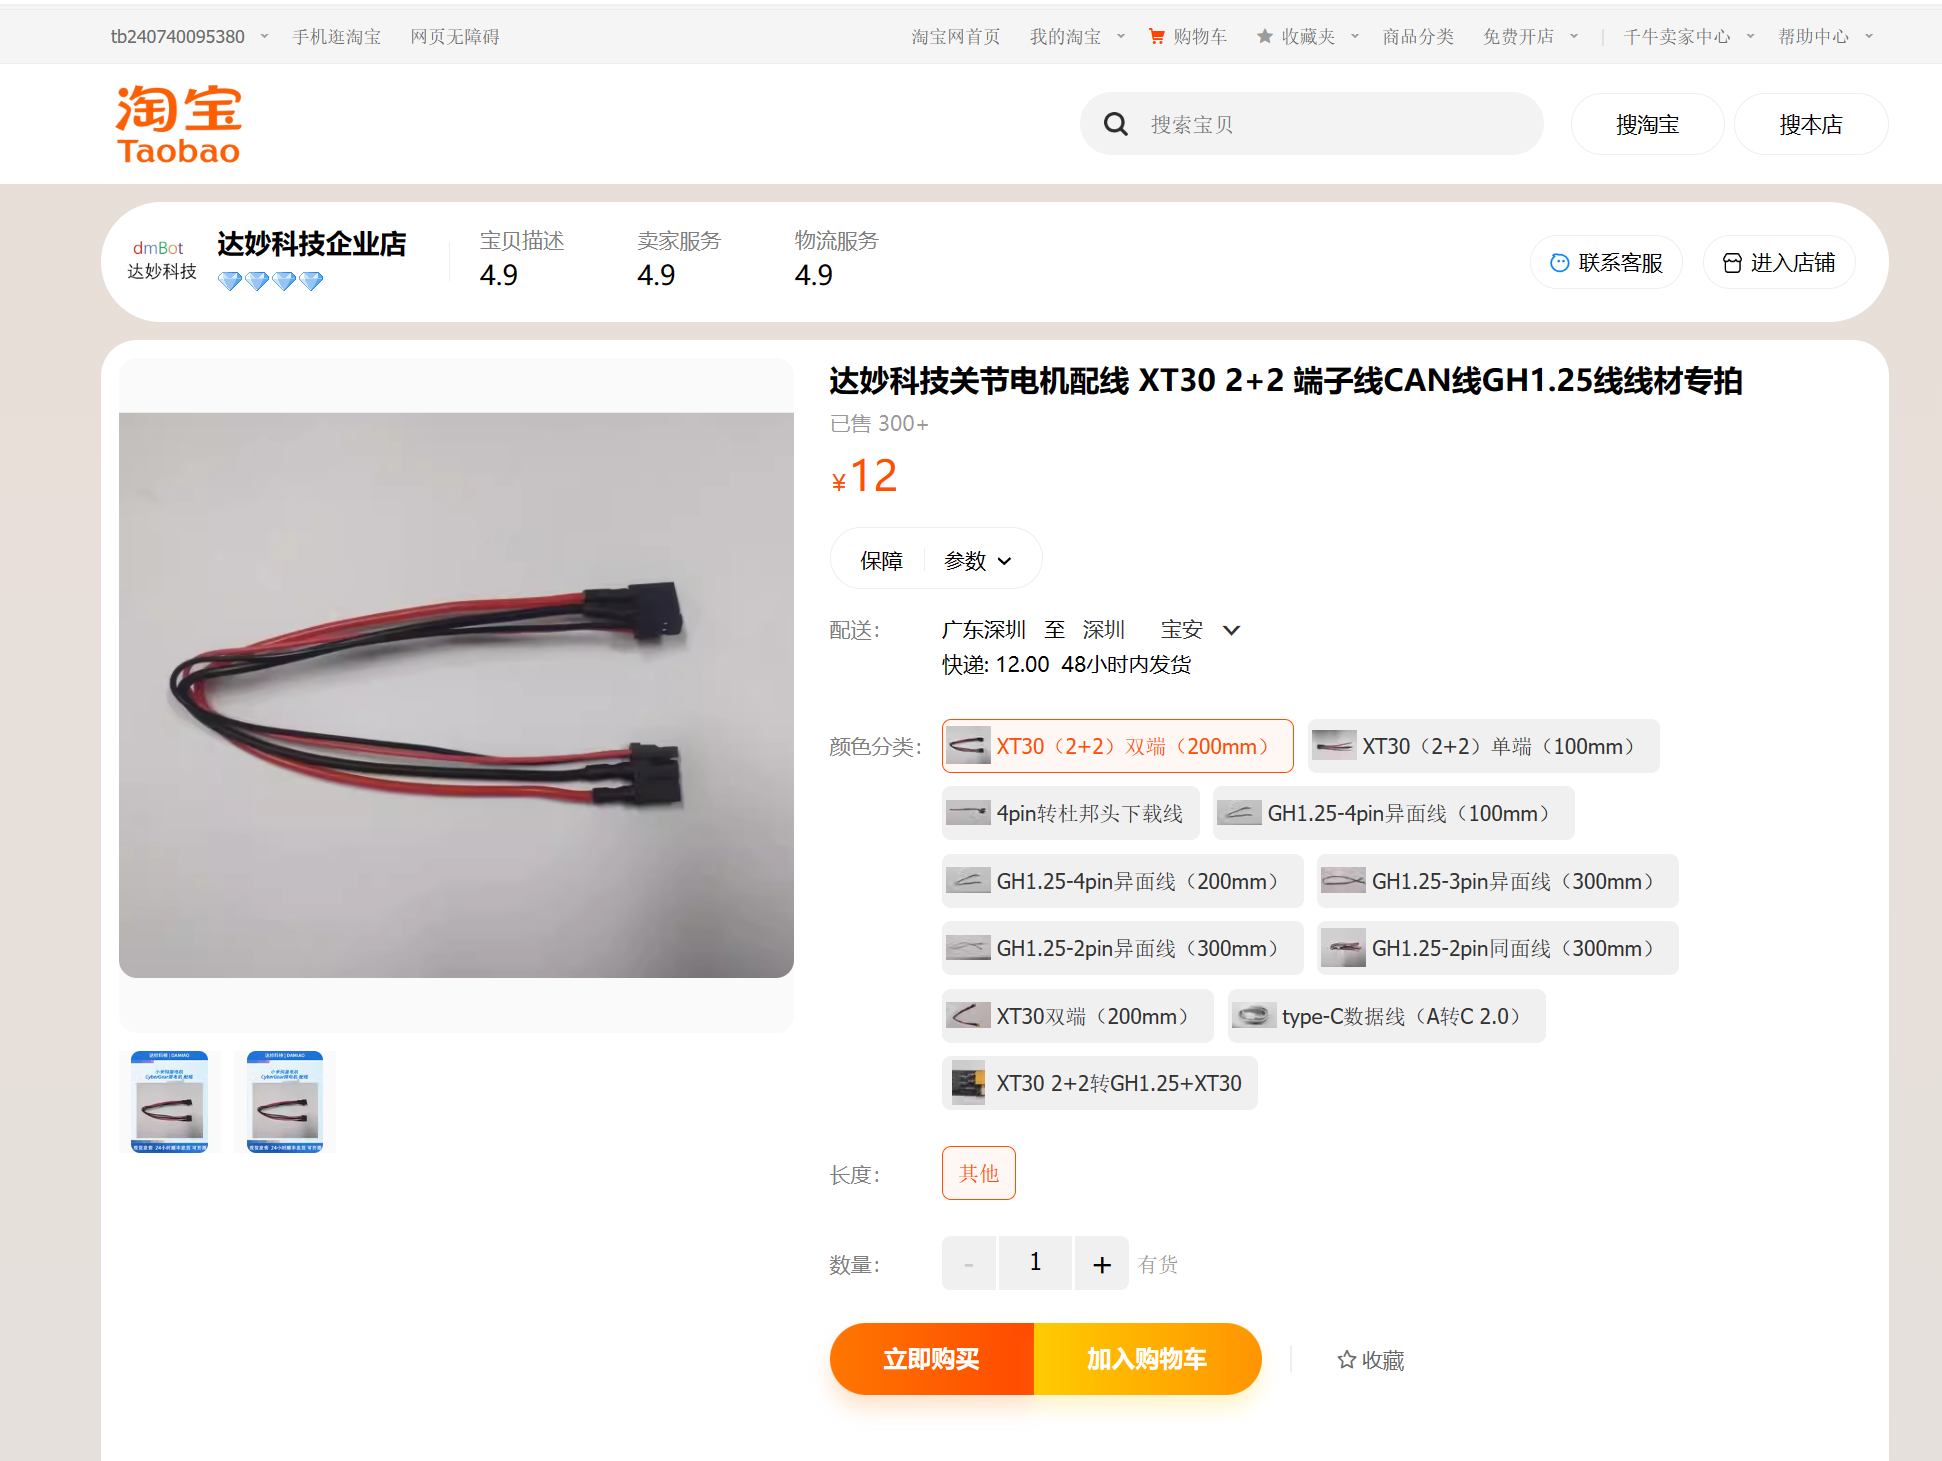 tb240740095380 手机逛淘宝 网页无障碍 淘宝网首页 我的淘宝 购物车 收藏夹 商品分类 免费开店 千牛卖家中心 帮助中心
淘宝
Taobao
搜索宝贝 搜淘宝 搜本店
dmBot
达妙科技
达妙科技企业店
宝贝描述 卖家服务 物流服务
4.9 4.9 4.9
联系客服 进入店铺
达妙科技关节电机配线 XT30 2+2 端子线CAN线GH1.25线线材专拍
已售 300+
¥12
保障 参数
配送: 广东深圳 至 深圳 宝安
快递: 12.00 48小时内发货
颜色分类: XT30（2+2）双端（200mm） XT30（2+2）单端（100mm）
4pin转杜邦头下载线 GH1.25-4pin异面线（100mm）
GH1.25-4pin异面线（200mm） GH1.25-3pin异面线（300mm）
GH1.25-2pin异面线（300mm） GH1.25-2pin同面线（300mm）
XT30双端（200mm） type-C数据线（A转C 2.0）
XT30 2+2转GH1.25+XT30
长度: 其他
数量: - 1 + 有货
立即购买 加入购物车 收藏